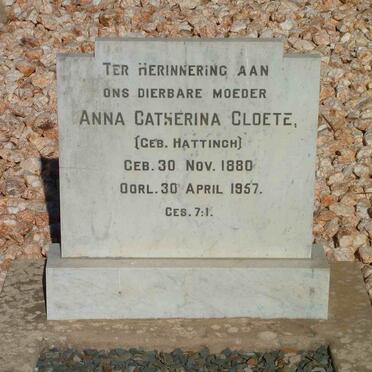 TER HERINNERING AAN
ONS DIERBARE MOEDER
ANNA CATHERINA CLOETE,
(GEB. HATTINGH)
GEB. 30 NOV. 1880
OORL. 30 APRIL 1957.
GES. 7:1.